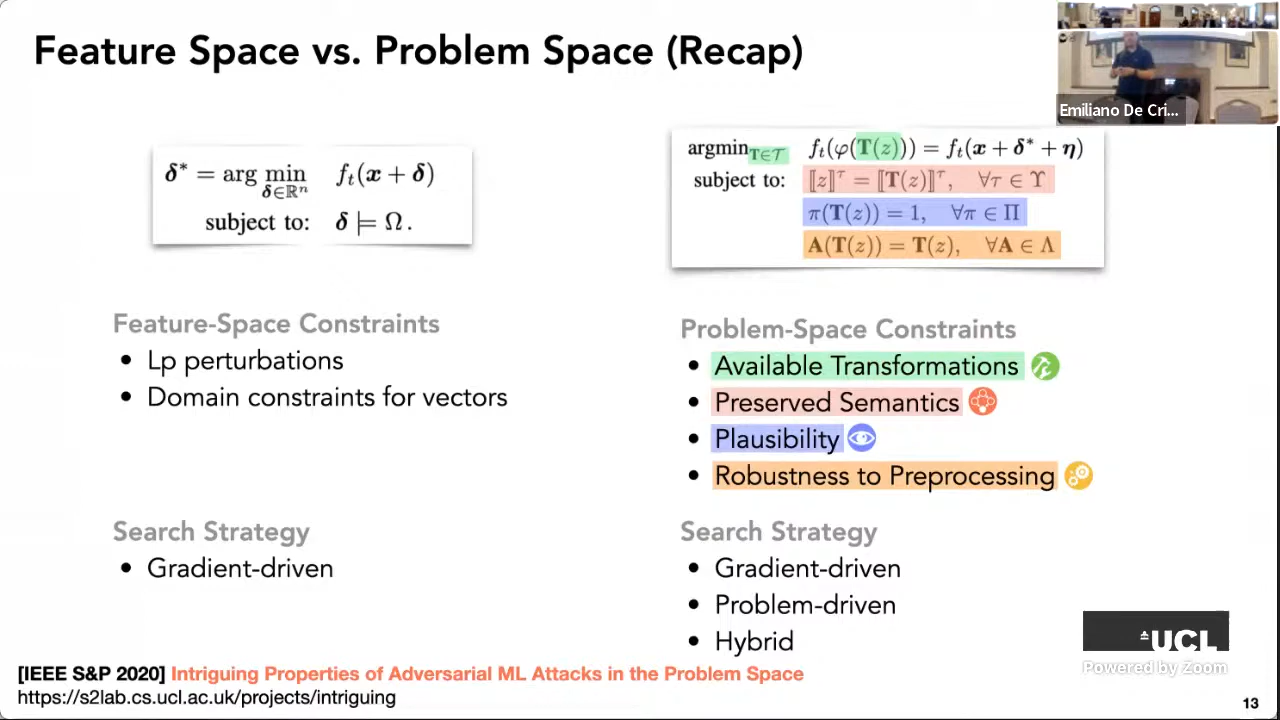 Feature Space vs. Problem Space (Recap)
Emiliano De Cri...
δ* = arg min f_t(x + δ)
δ∈ℝⁿ
subject to: δ ⊨ Ω.
argmin_T∈𝒯 f_t(φ(T(z))) = f_t(x + δ* + η)
subject to: ⟦z⟧^τ = ⟦T(z)⟧^τ, ∀τ ∈ Υ
π(T(z)) = 1, ∀π ∈ Π
A(T(z)) = T(z), ∀A ∈ Λ
Feature-Space Constraints
• Lp perturbations
• Domain constraints for vectors
Search Strategy
• Gradient-driven
Problem-Space Constraints
• Available Transformations
• Preserved Semantics
• Plausibility
• Robustness to Preprocessing
Search Strategy
• Gradient-driven
• Problem-driven
• Hybrid
UCL
Powered by Zoom
[IEEE S&P 2020] Intriguing Properties of Adversarial ML Attacks in the Problem Space
https://s2lab.cs.ucl.ac.uk/projects/intriguing
13